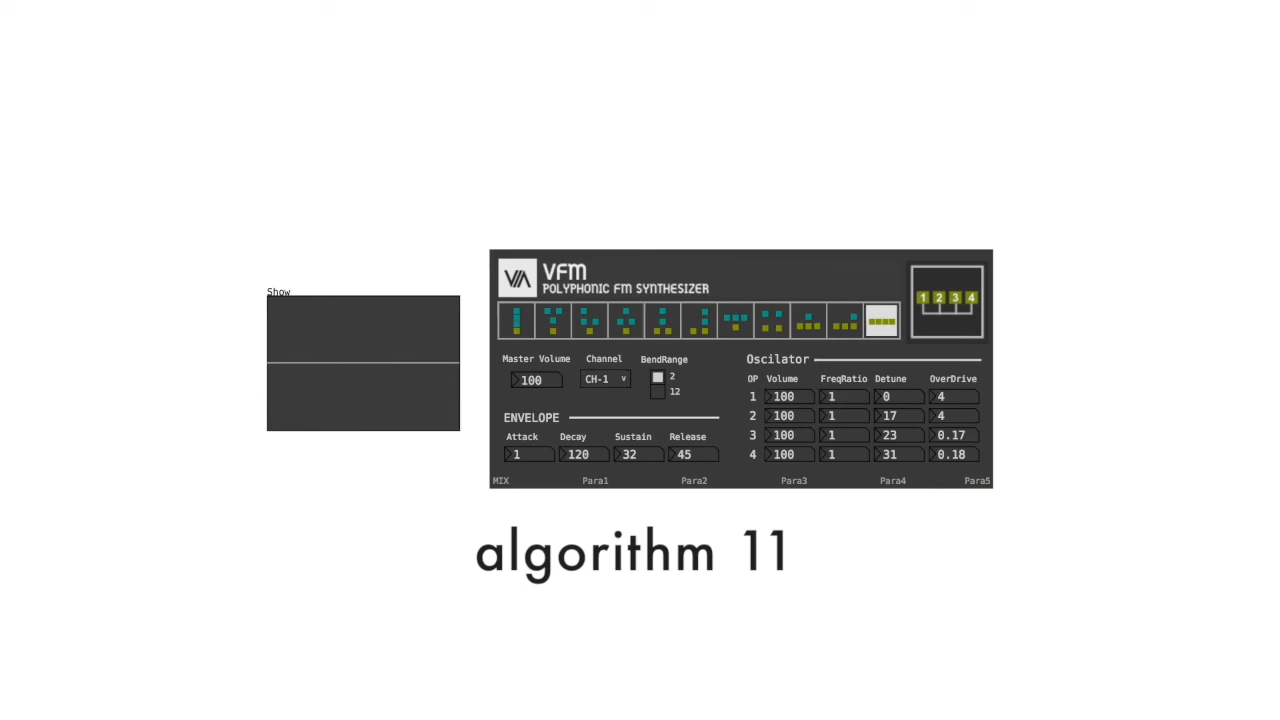 Show
VA
VFM
POLYPHONIC FM SYNTHESIZER
1 2 3 4
Master Volume Channel BendRange
100 CH-1 v 2
12
ENVELOPE
Attack Decay Sustain Release
1 120 32 45
Oscilator
OP Volume FreqRatio Detune OverDrive
1 100 1 0 4
2 100 1 17 4
3 100 1 23 0.17
4 100 1 31 0.18
MIX Para1 Para2 Para3 Para4 Para5
algorithm 11